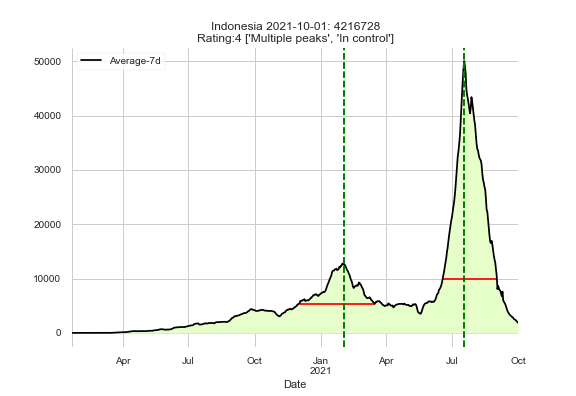 Indonesia 2021-10-01: 4216728
Rating:4 ['Multiple peaks', 'In control']
Average-7d
50000
40000
30000
20000
10000
0
Apr
Jul
Oct
Jan
2021
Apr
Jul
Oct
Date